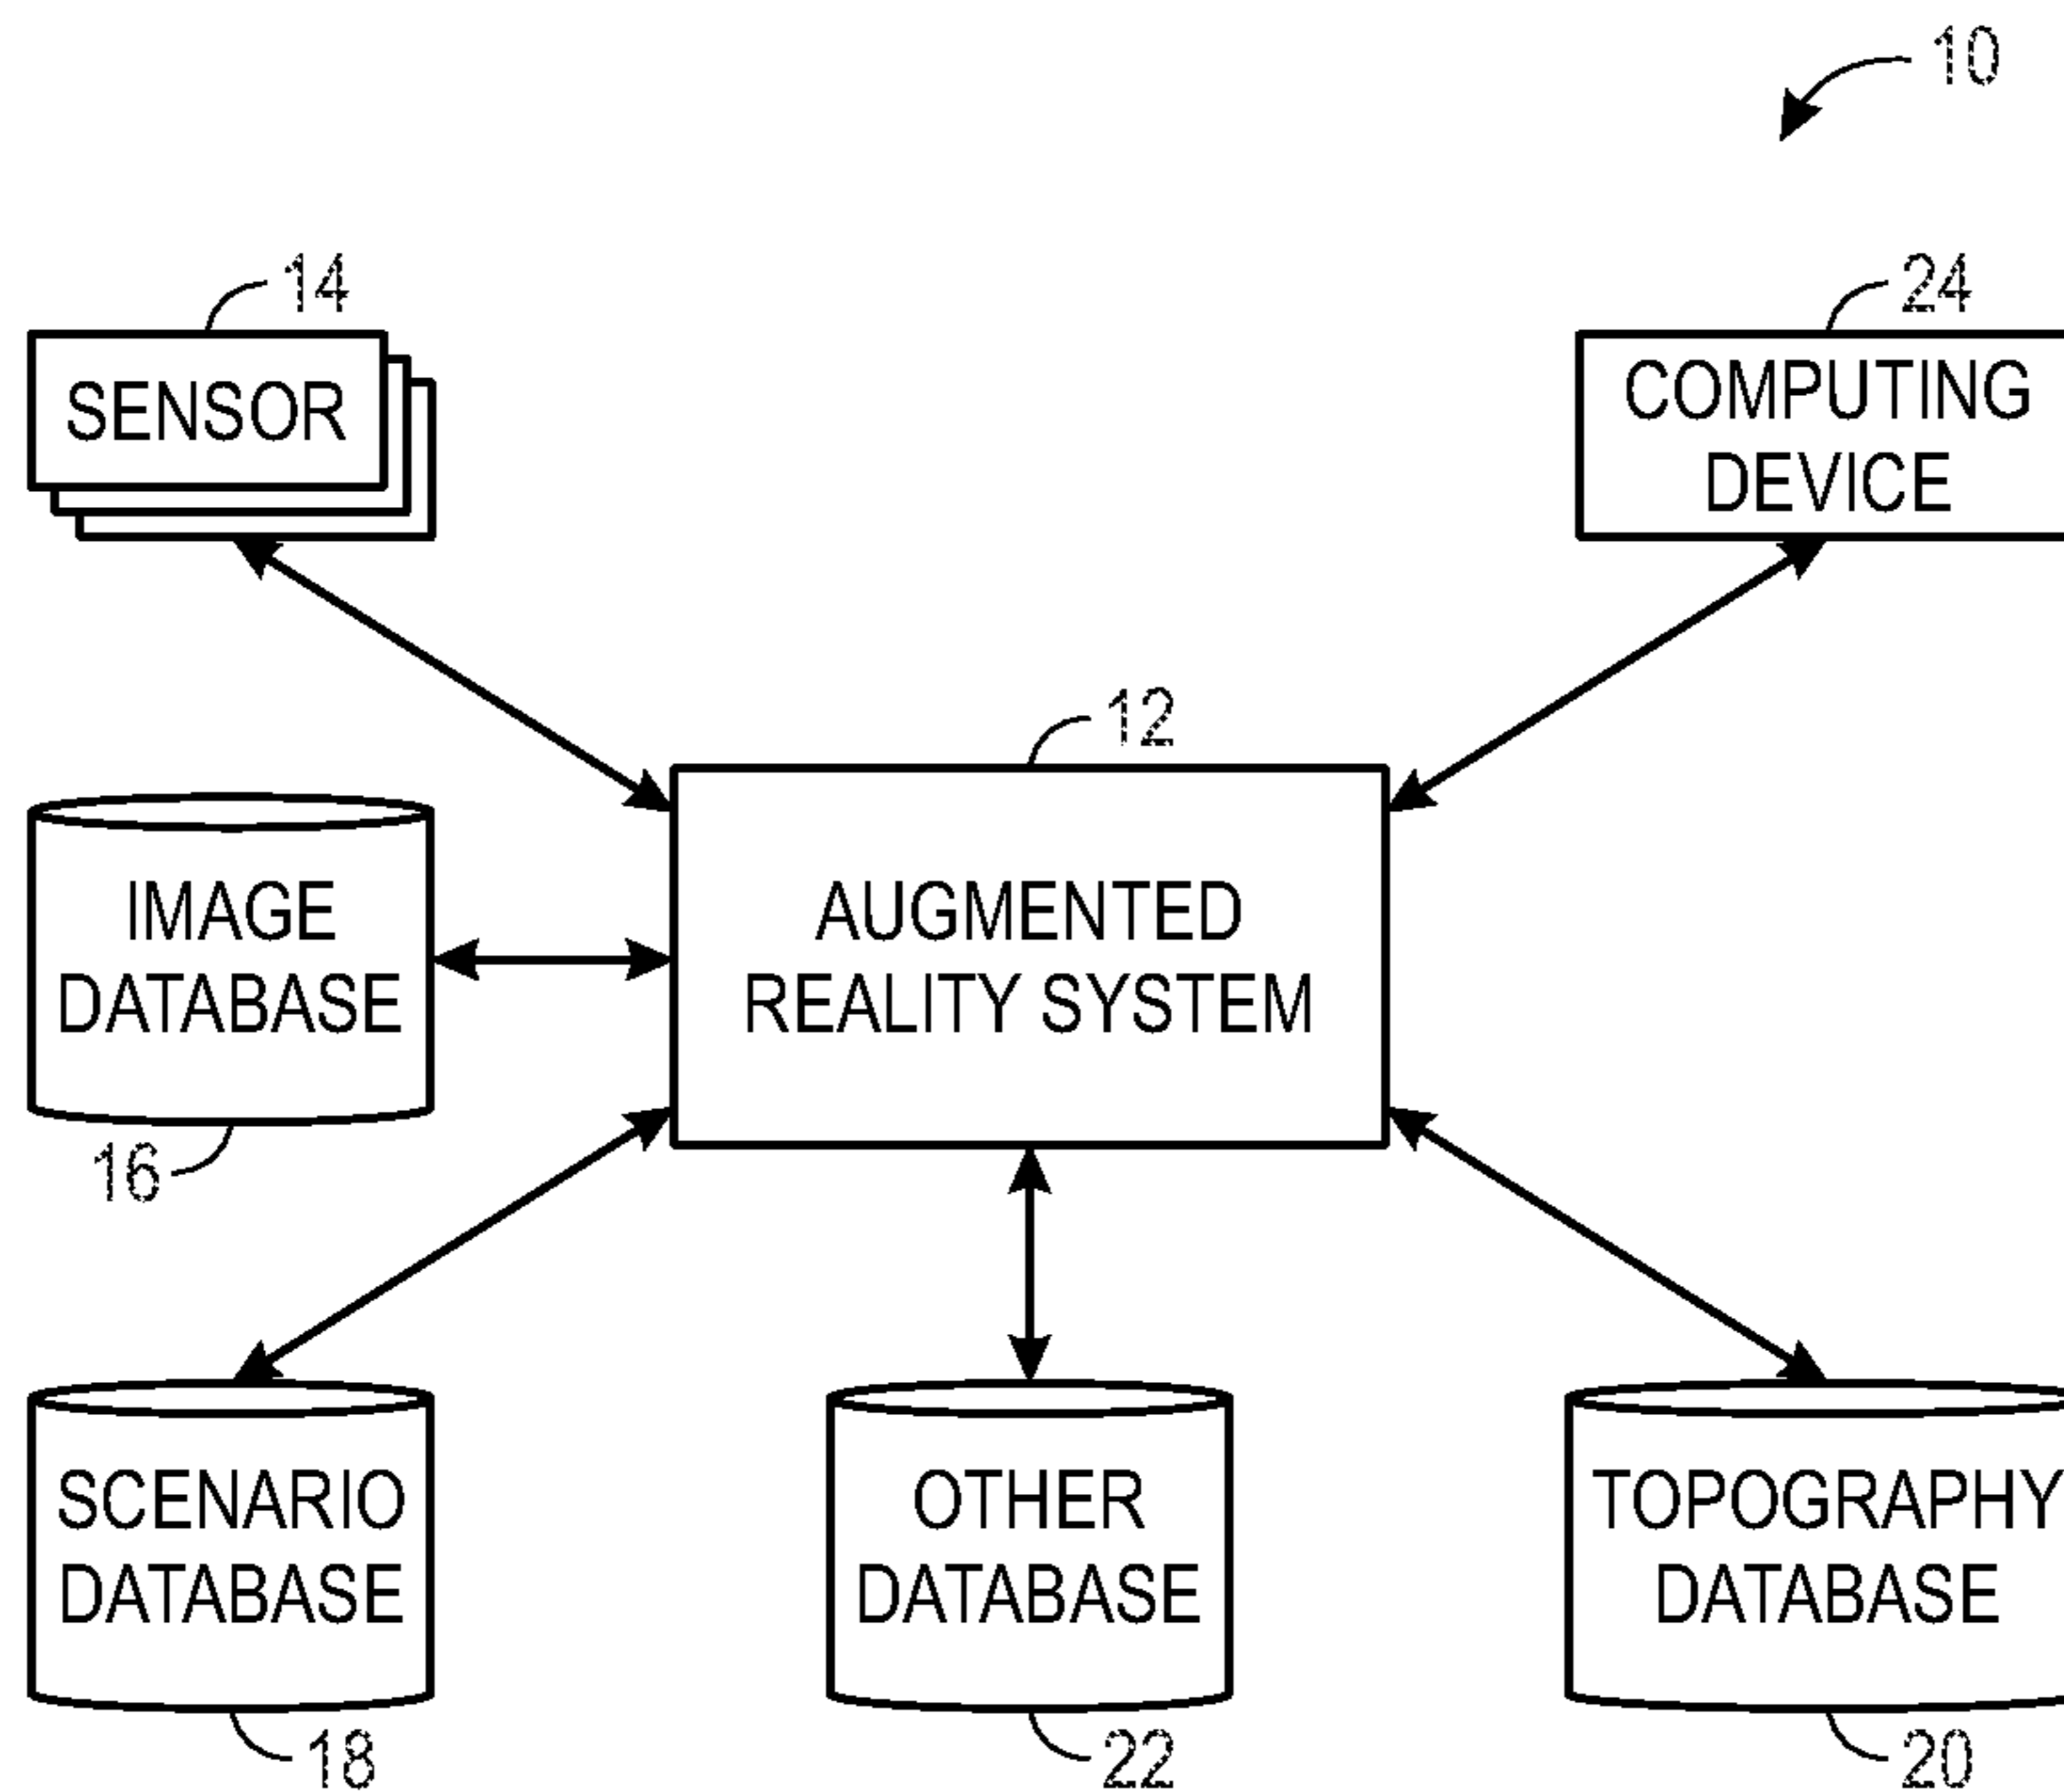 10
14
24
SENSOR
COMPUTING
DEVICE
12
IMAGE
DATABASE
AUGMENTED
REALITY SYSTEM
16
SCENARIO
DATABASE
OTHER
DATABASE
TOPOGRAPHY
DATABASE
18
22
20